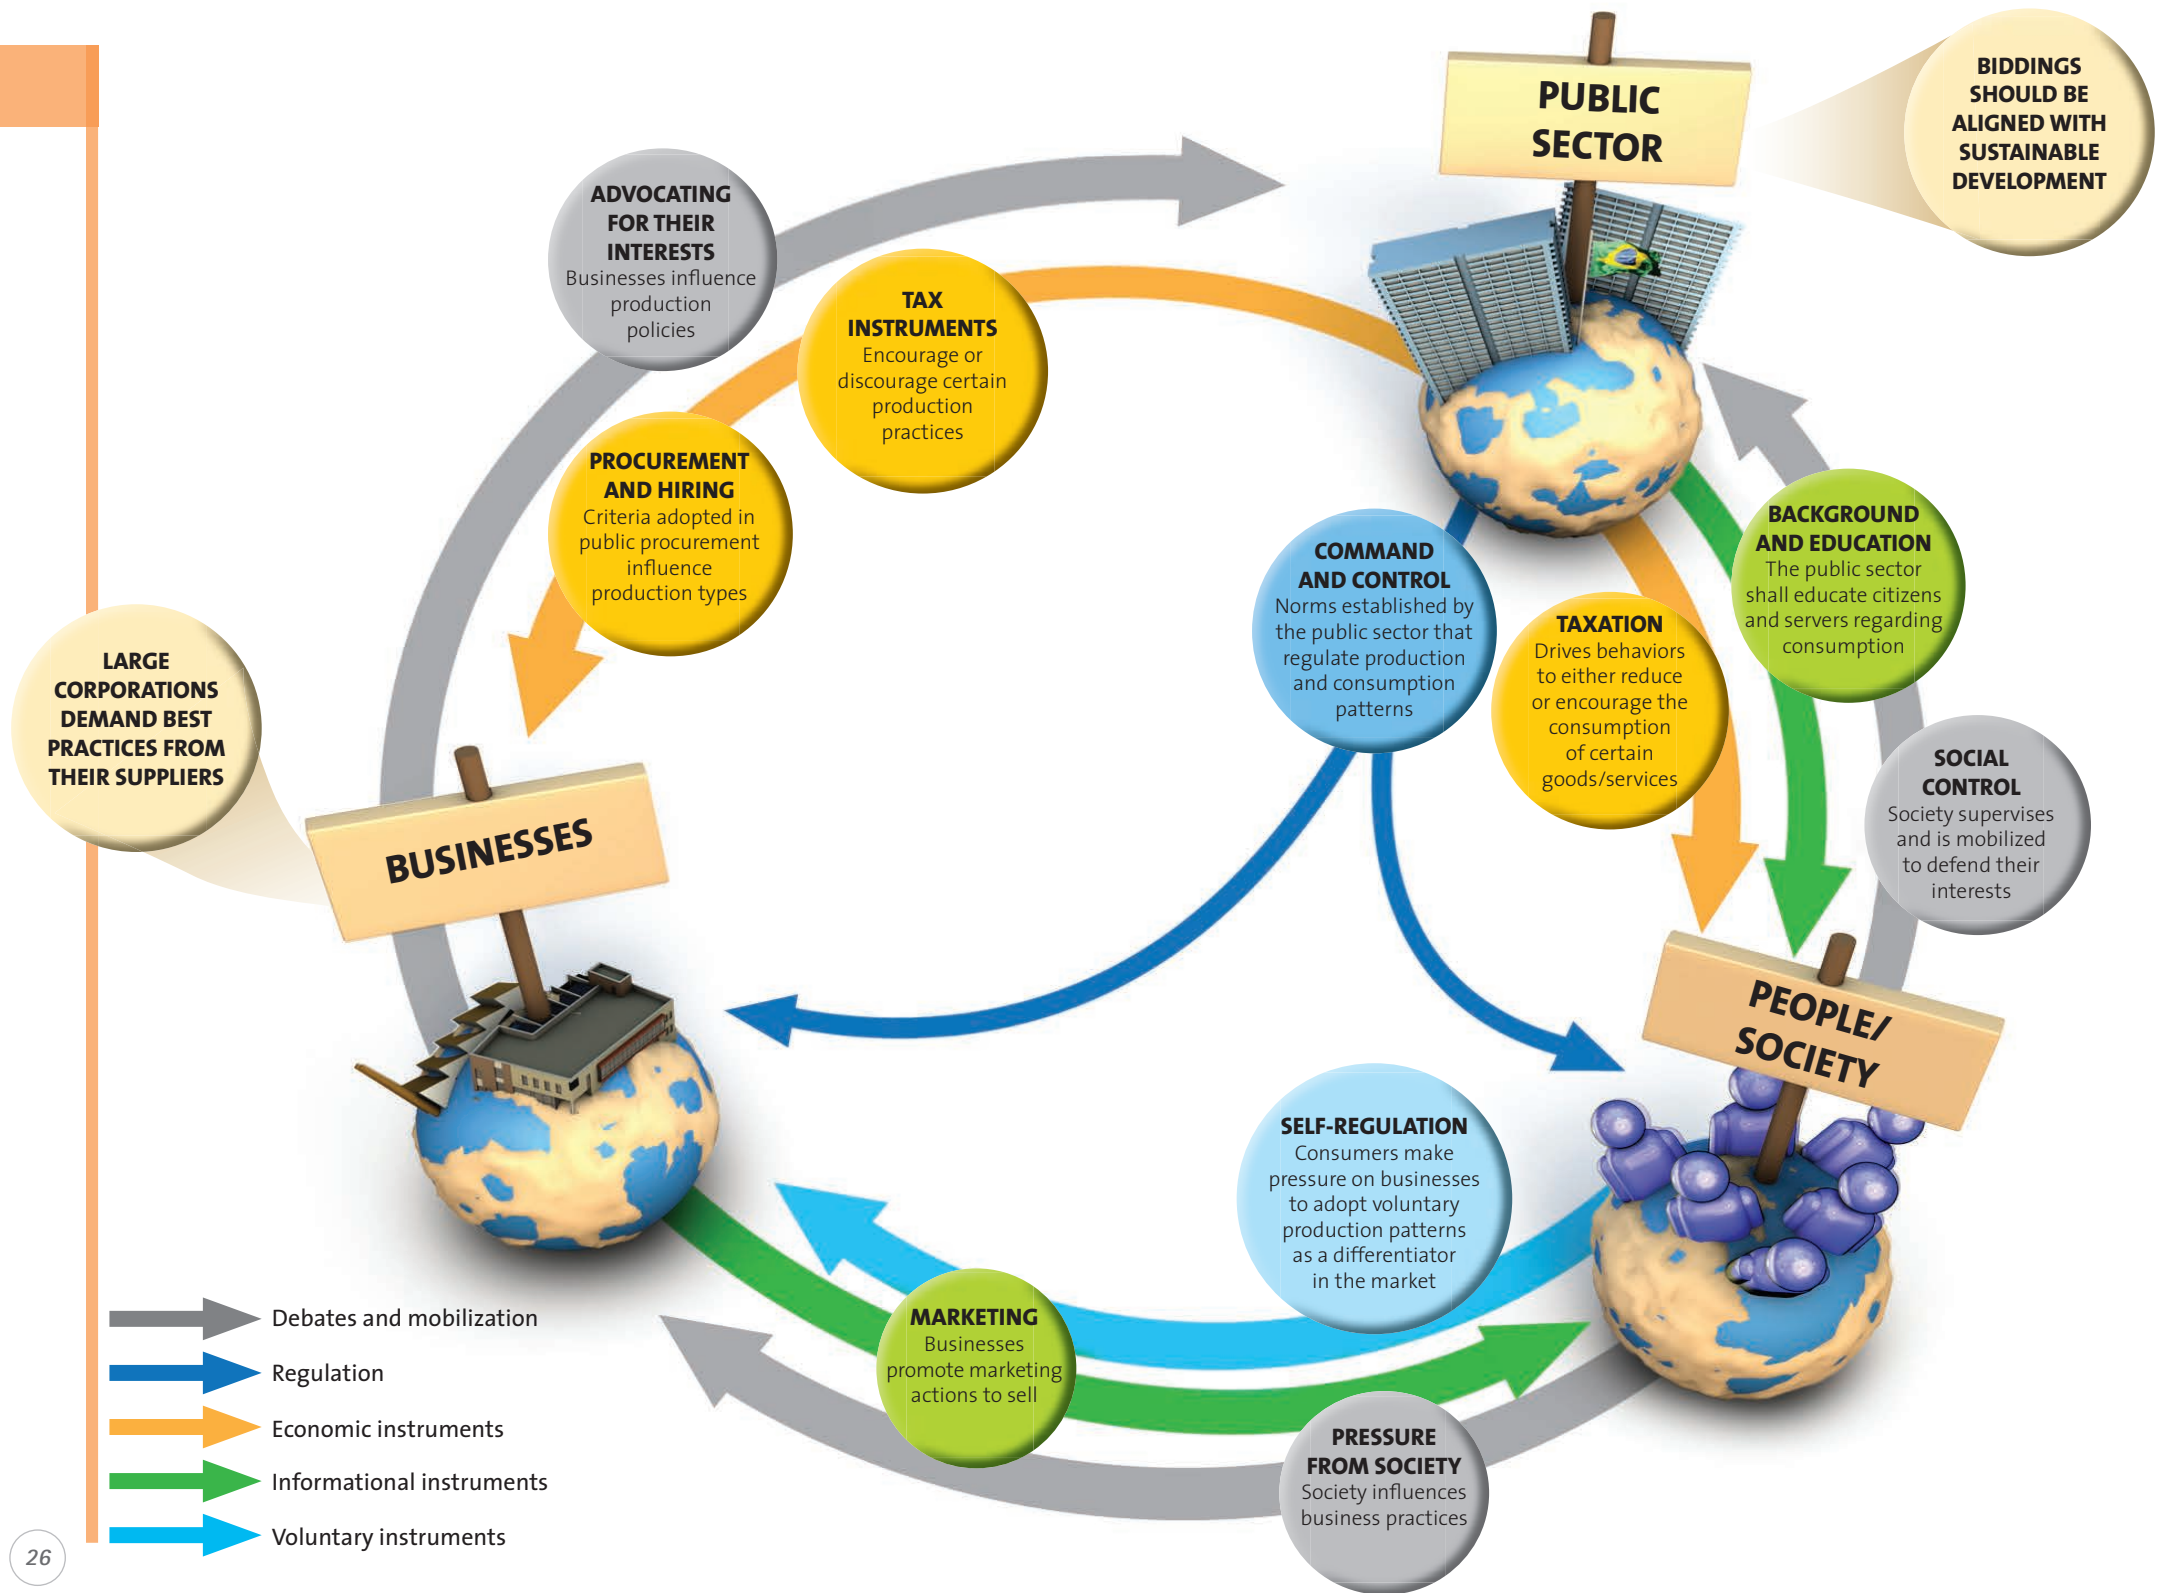 PUBLIC
SECTOR
BIDDINGS
SHOULD BE
ALIGNED WITH
SUSTAINABLE
DEVELOPMENT
ADVOCATING
FOR THEIR
INTERESTS
Businesses influence
production
policies
TAX
INSTRUMENTS
Encourage or
discourage certain
production
practices
PROCUREMENT
AND HIRING
Criteria adopted in
public procurement
influence
production types
COMMAND
AND CONTROL
Norms established by
the public sector that
regulate production
and consumption
patterns
TAXATION
Drives behaviors
to either reduce
or encourage the
consumption
of certain
goods/services
BACKGROUND
AND EDUCATION
The public sector
shall educate citizens
and servers regarding
consumption
SOCIAL
CONTROL
Society supervises
and is mobilized
to defend their
interests
LARGE
CORPORATIONS
DEMAND BEST
PRACTICES FROM
THEIR SUPPLIERS
BUSINESSES
PEOPLE/
SOCIETY
SELF-REGULATION
Consumers make
pressure on businesses
to adopt voluntary
production patterns
as a differentiator
in the market
MARKETING
Businesses
promote marketing
actions to sell
PRESSURE
FROM SOCIETY
Society influences
business practices
Debates and mobilization
Regulation
Economic instruments
Informational instruments
Voluntary instruments
26